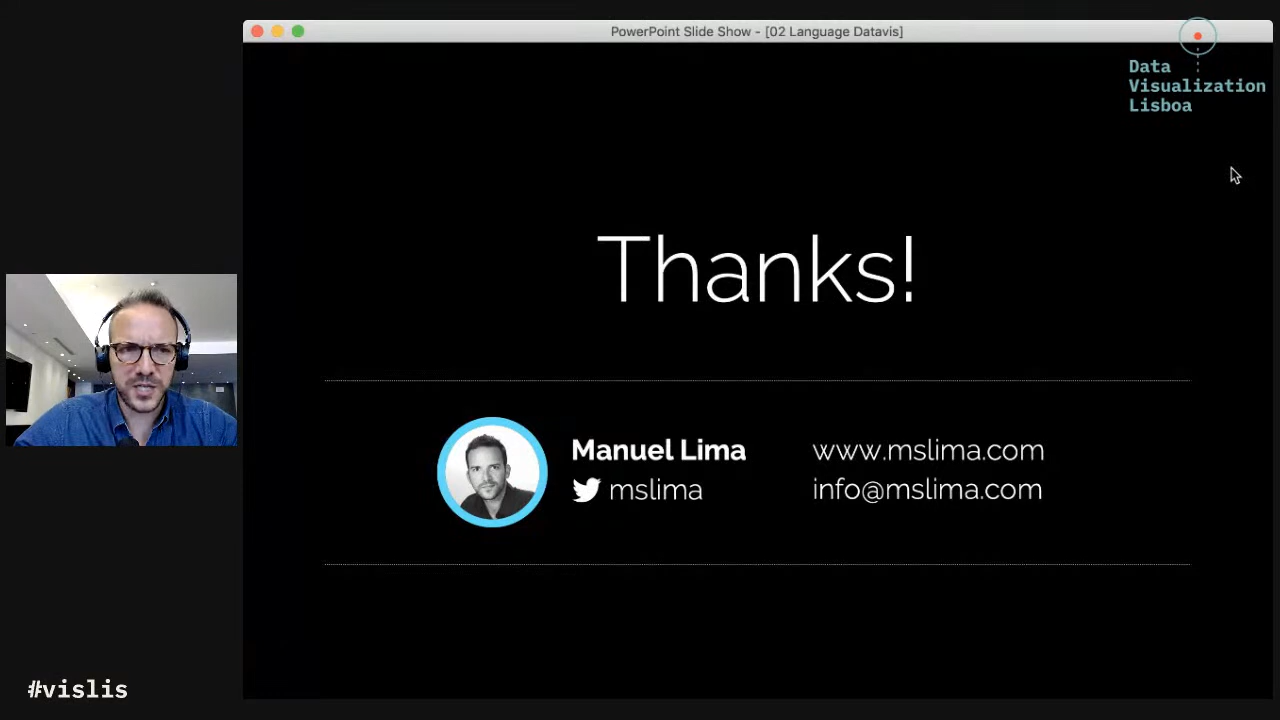 PowerPoint Slide Show - [02 Language Datavis]
Data
Visualization
Lisboa
Thanks!
Manuel Lima
mslima
www.mslima.com
info@mslima.com
#vislis